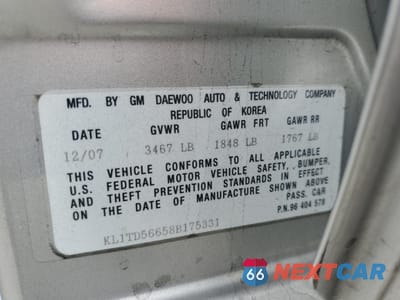 MFD. BY GM DAEWOO AUTO & TECHNOLOGY COMPANY
REPUBLIC OF KOREA
DATE GVWR GAWR FRT GAWR RR
12/07 3467 LB 1848 LB 1767 LB
THIS VEHICLE CONFORMS TO ALL APPLICABLE
U.S. FEDERAL MOTOR VEHICLE SAFETY, BUMPER,
AND THEFT PREVENTION STANDARDS IN EFFECT
ON THE DATE OF MANUFACTURE SHOWN ABOVE
PASS. CAR
KL1TD56658B175331
P.N.96 404 578
66 NEXTCAR.com